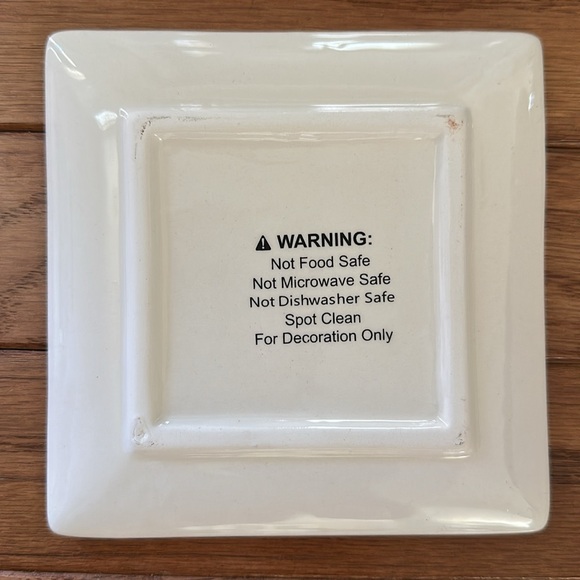 ⚠ WARNING:
Not Food Safe
Not Microwave Safe
Not Dishwasher Safe
Spot Clean
For Decoration Only